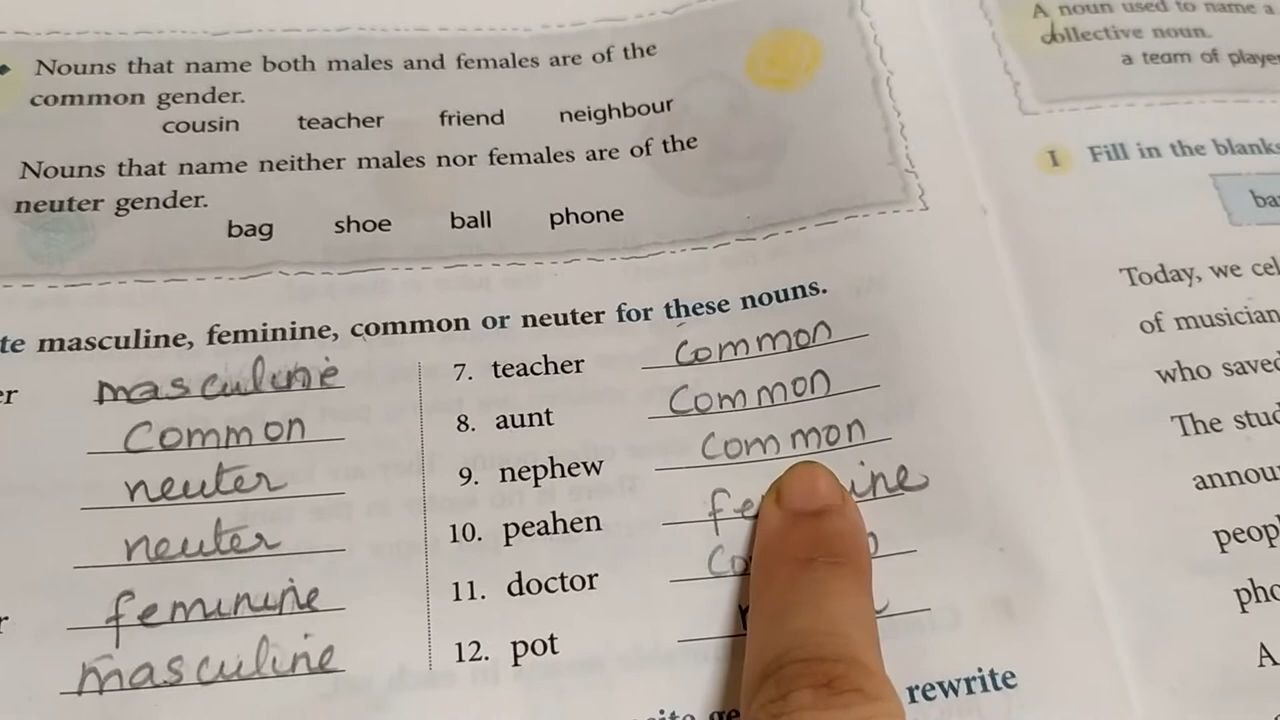 Nouns that name both males and females are of the
common gender.
cousin teacher friend neighbour
Nouns that name neither males nor females are of the
neuter gender.
bag shoe ball phone
te masculine, feminine, common or neuter for these nouns.
er masculine
common
neuter
neuter
feminine
r masculine
7. teacher common
8. aunt common
9. nephew common
10. peahen
11. doctor
12. pot
rewrite
A noun used to name a
collective noun.
a team of player
I Fill in the blanks
ba
Today, we cel
of musician
who saved
The stud
annou
peop
pho
A